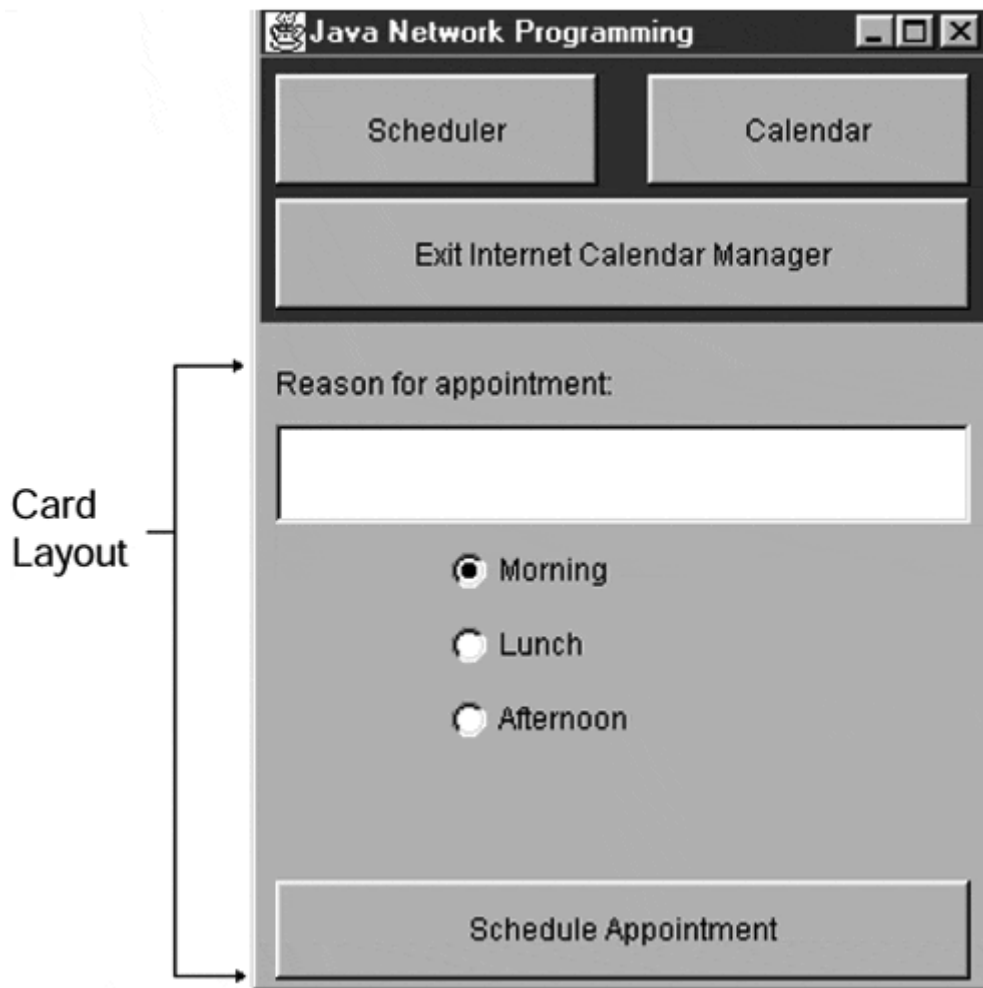 Java Network Programming
Scheduler
Calendar
Exit Internet Calendar Manager
Reason for appointment:
Card
Layout
Morning
Lunch
Afternoon
Schedule Appointment